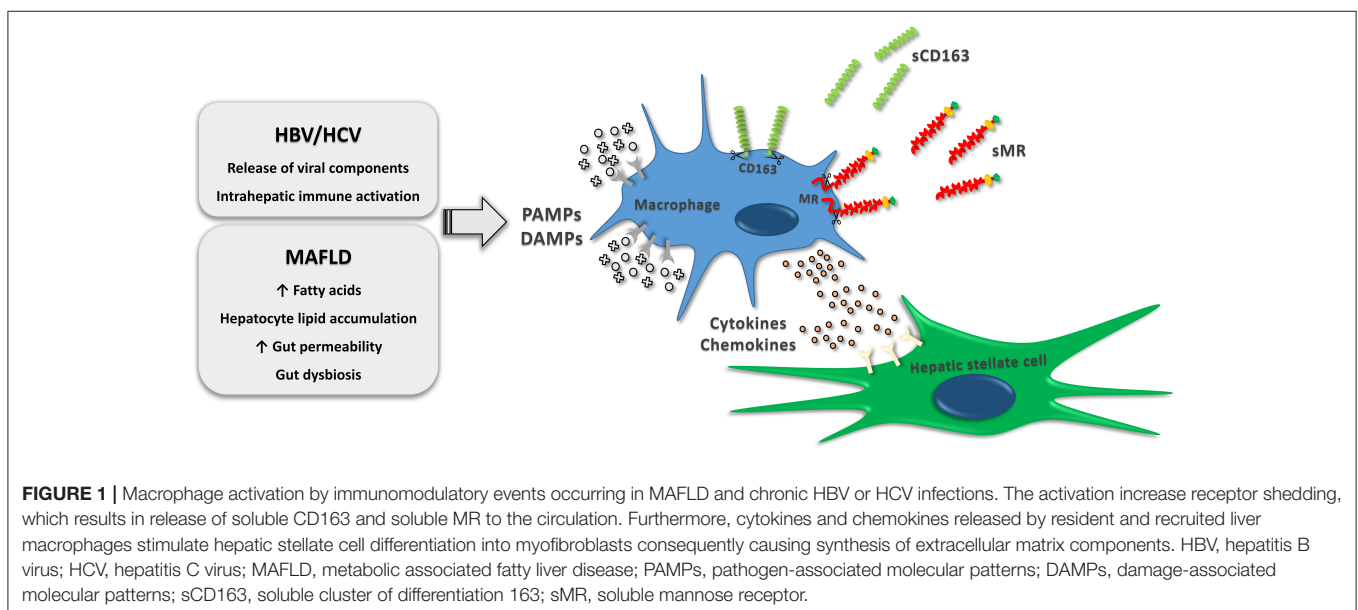 HBV/HCV
Release of viral components
Intrahepatic immune activation
MAFLD
↑ Fatty acids
Hepatocyte lipid accumulation
↑ Gut permeability
Gut dysbiosis
PAMPs
DAMPs
Macrophage
CD163
MR
sCD163
sMR
Cytokines
Chemokines
Hepatic stellate cell
FIGURE 1 | Macrophage activation by immunomodulatory events occurring in MAFLD and chronic HBV or HCV infections. The activation increase receptor shedding,
which results in release of soluble CD163 and soluble MR to the circulation. Furthermore, cytokines and chemokines released by resident and recruited liver
macrophages stimulate hepatic stellate cell differentiation into myofibroblasts consequently causing synthesis of extracellular matrix components. HBV, hepatitis B
virus; HCV, hepatitis C virus; MAFLD, metabolic associated fatty liver disease; PAMPs, pathogen-associated molecular patterns; DAMPs, damage-associated
molecular patterns; sCD163, soluble cluster of differentiation 163; sMR, soluble mannose receptor.